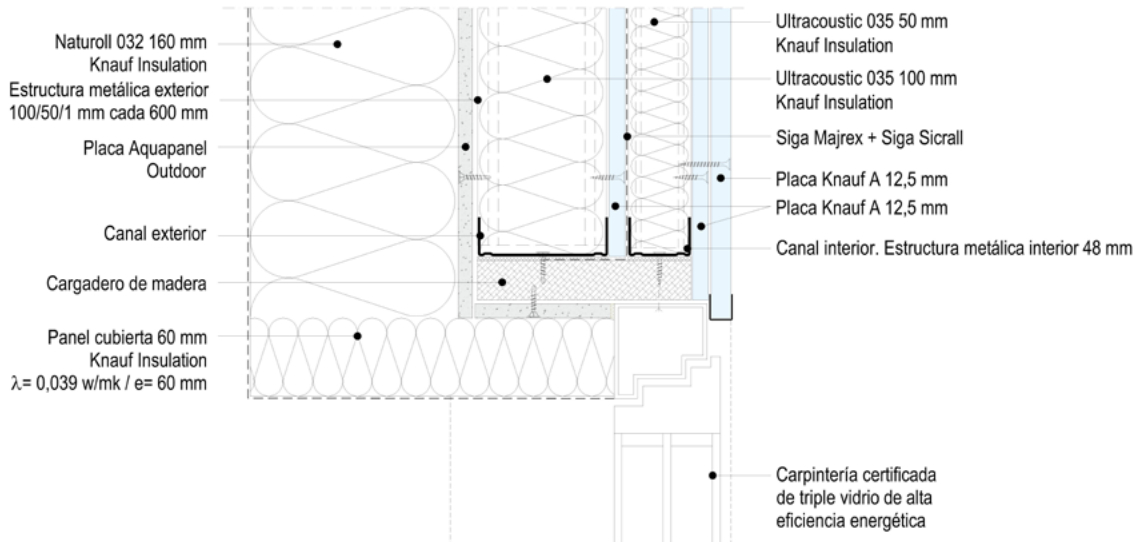 Naturoll 032 160 mm
Knauf Insulation
Estructura metálica exterior
100/50/1 mm cada 600 mm
Placa Aquapanel
Outdoor
Canal exterior
Cargadero de madera
Panel cubierta 60 mm
Knauf Insulation
λ= 0,039 w/mk / e= 60 mm
Ultracoustic 035 50 mm
Knauf Insulation
Ultracoustic 035 100 mm
Knauf Insulation
Siga Majrex + Siga Sicrall
Placa Knauf A 12,5 mm
Placa Knauf A 12,5 mm
Canal interior. Estructura metálica interior 48 mm
Carpintería certificada
de triple vidrio de alta
eficiencia energética